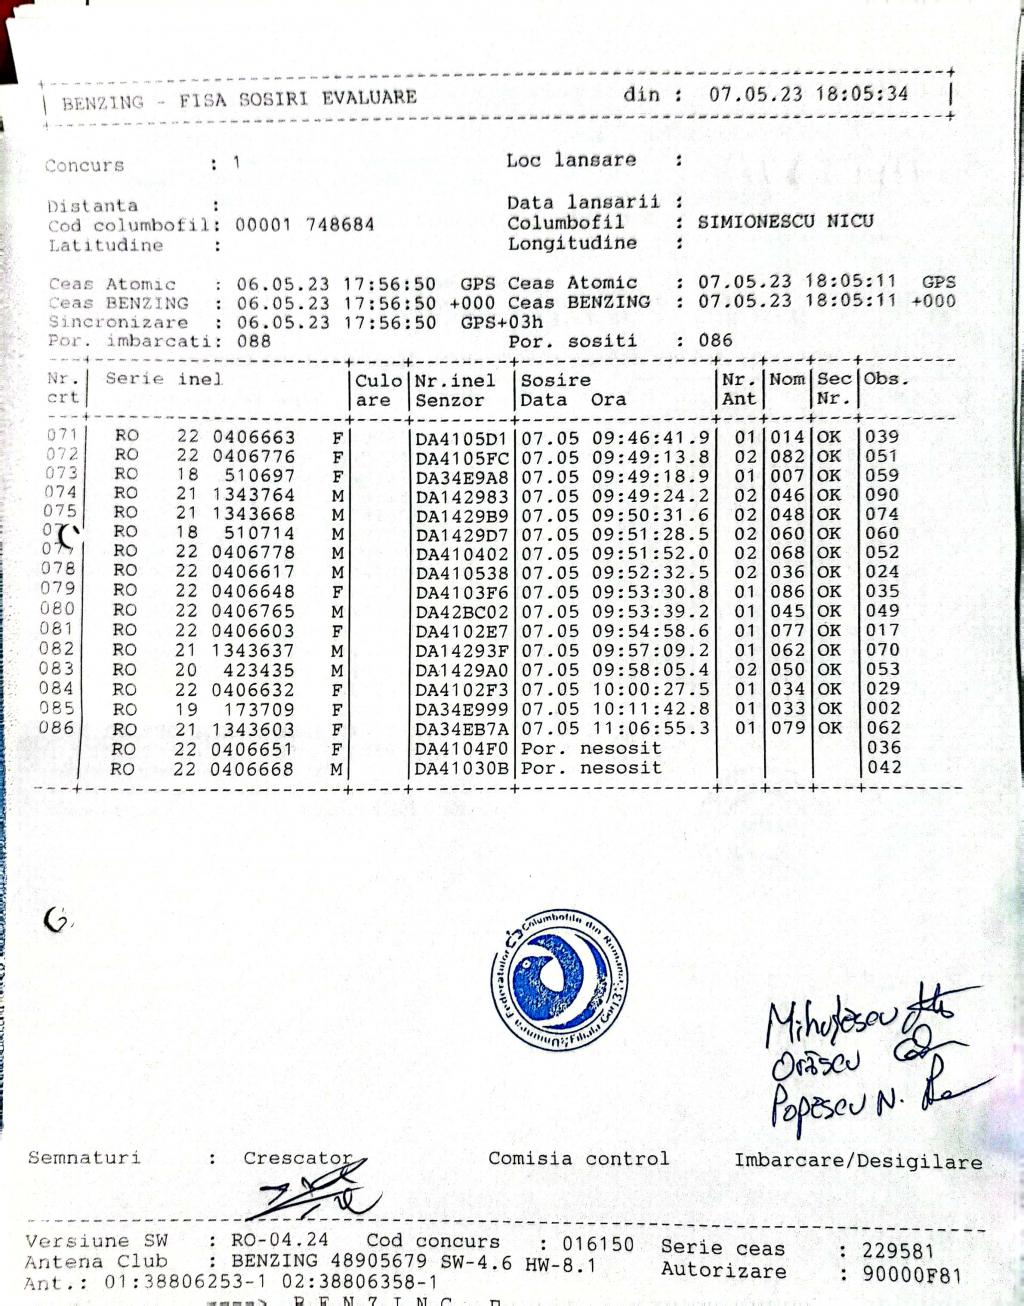 BENZING - FISA SOSIRI EVALUARE din : 07.05.23 18:05:34
Concurs : 1 Loc lansare :
Distanta : Data lansarii :
Cod columbofil: 00001 748684 Columbofil : SIMIONESCU NICU
Latitudine : Longitudine :
Ceas Atomic : 06.05.23 17:56:50 GPS Ceas Atomic : 07.05.23 18:05:11 GPS
Ceas BENZING : 06.05.23 17:56:50 +000 Ceas BENZING : 07.05.23 18:05:11 +000
Sincronizare : 06.05.23 17:56:50 GPS+03h
Por. imbarcati: 088 Por. sositi : 086
Nr. Serie inel Culo Nr.inel Sosire Nr. Nom Sec Obs.
crt are Senzor Data Ora Ant Nr.
071 RO 22 0406663 F DA4105D1 07.05 09:46:41.9 01 014 OK 039
072 RO 22 0406776 F DA4105FC 07.05 09:49:13.8 02 082 OK 051
073 RO 18 510697 F DA34E9A8 07.05 09:49:18.9 01 007 OK 059
074 RO 21 1343764 M DA142983 07.05 09:49:24.2 02 046 OK 090
075 RO 21 1343668 M DA1429B9 07.05 09:50:31.6 02 048 OK 074
RO 18 510714 M DA1429D7 07.05 09:51:28.5 02 060 OK 060
077 RO 22 0406778 M DA410402 07.05 09:51:52.0 02 068 OK 052
078 RO 22 0406617 M DA410538 07.05 09:52:32.5 02 036 OK 024
079 RO 22 0406648 F DA4103F6 07.05 09:53:30.8 01 086 OK 035
080 RO 22 0406765 M DA42BC02 07.05 09:53:39.2 01 045 OK 049
081 RO 22 0406603 F DA4102E7 07.05 09:54:58.6 01 077 OK 017
082 RO 21 1343637 M DA14293F 07.05 09:57:09.2 01 062 OK 070
083 RO 20 423435 M DA1429A0 07.05 09:58:05.4 02 050 OK 053
084 RO 22 0406632 F DA4102F3 07.05 10:00:27.5 01 034 OK 029
085 RO 19 173709 F DA34E999 07.05 10:11:42.8 01 033 OK 002
086 RO 21 1343603 F DA34EB7A 07.05 11:06:55.3 01 079 OK 062
RO 22 0406651 F DA4104F0 Por. nesosit 036
RO 22 0406668 M DA41030B Por. nesosit 042
Columbofila din Romania
Filiala Gorj
Orăscu
Popescu N.
Semnaturi : Crescator Comisia control Imbarcare/Desigilare
Versiune SW : RO-04.24 Cod concurs : 016150 Serie ceas : 229581
Antena Club : BENZING 48905679 SW-4.6 HW-8.1 Autorizare : 90000F81
Ant.: 01:38806253-1 02:38806358-1